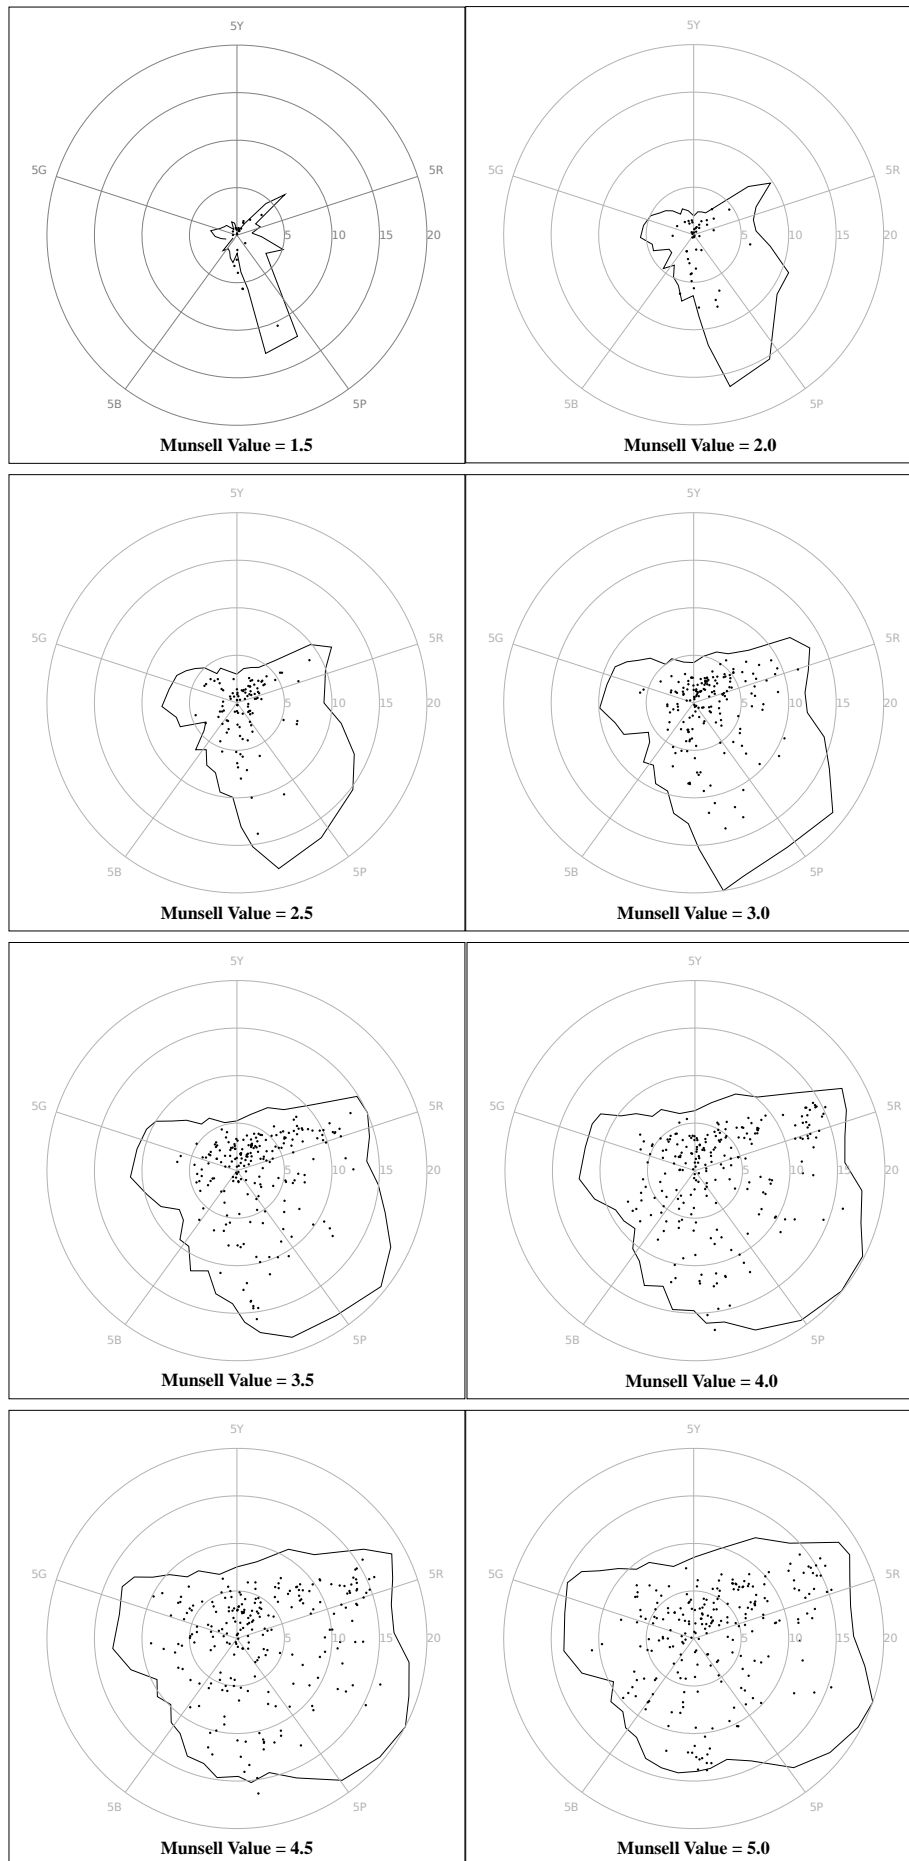 5Y
5Y
5G
5R
5G
5R
5 10 15 20
5 10 15 20
5B
5P
5B
5P
Munsell Value = 1.5
Munsell Value = 2.0
5Y
5Y
5G
5R
5G
5R
5 10 15 20
5 10 15 20
5B
5P
5B
5P
Munsell Value = 2.5
Munsell Value = 3.0
5Y
5Y
5G
5R
5G
5R
5 10 15 20
5 10 15 20
5B
5P
5B
5P
Munsell Value = 3.5
Munsell Value = 4.0
5Y
5Y
5G
5R
5G
5R
5 10 15 20
5 10 15 20
5B
5P
5B
5P
Munsell Value = 4.5
Munsell Value = 5.0